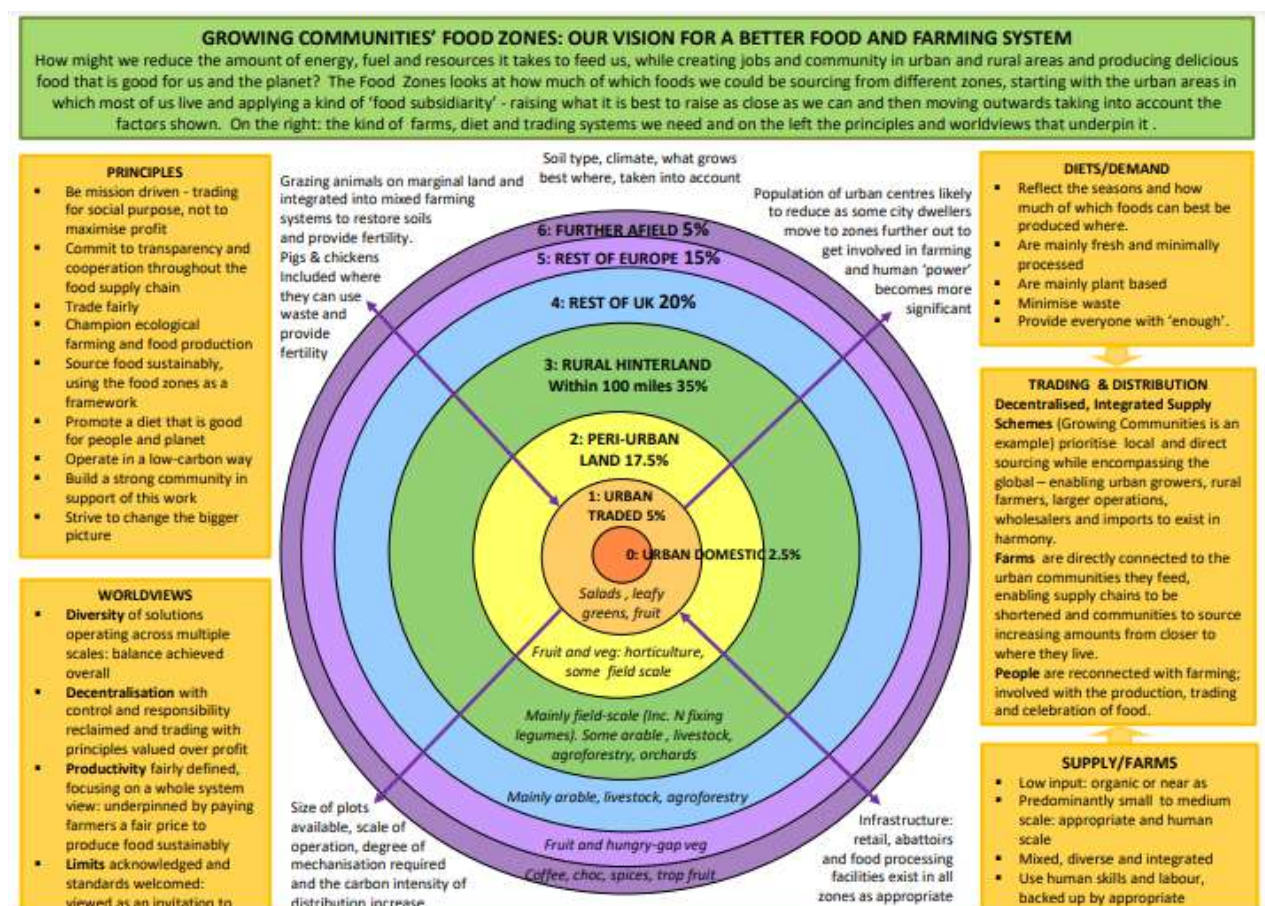 GROWING COMMUNITIES' FOOD ZONES: OUR VISION FOR A BETTER FOOD AND FARMING SYSTEM
How might we reduce the amount of energy, fuel and resources it takes to feed us, while creating jobs and community in urban and rural areas and producing delicious
food that is good for us and the planet? The Food Zones looks at how much of which foods we could be sourcing from different zones, starting with the urban areas in
which most of us live and applying a kind of 'food subsidiarity' - raising what it is best to raise as close as we can and then moving outwards taking into account the
factors shown. On the right: the kind of farms, diet and trading systems we need and on the left the principles and worldviews that underpin it .
PRINCIPLES
▪ Be mission driven - trading
for social purpose, not to
maximise profit
▪ Commit to transparency and
cooperation throughout the
food supply chain
▪ Trade fairly
▪ Champion ecological
farming and food production
▪ Source food sustainably,
using the food zones as a
framework
▪ Promote a diet that is good
for people and planet
▪ Operate in a low-carbon way
▪ Build a strong community in
support of this work
▪ Strive to change the bigger
picture
WORLDVIEWS
▪ Diversity of solutions
operating across multiple
scales: balance achieved
overall
▪ Decentralisation with
control and responsibility
reclaimed and trading with
principles valued over profit
▪ Productivity fairly defined,
focusing on a whole system
view: underpinned by paying
farmers a fair price to
produce food sustainably
▪ Limits acknowledged and
standards welcomed:
viewed as an invitation to
Grazing animals on marginal land and
integrated into mixed farming
systems to restore soils
and provide fertility.
Pigs & chickens
Included where
they can use
waste and
provide
fertility
Soil type, climate, what grows
best where, taken into account
Population of urban centres likely
to reduce as some city dwellers
move to zones further out to
get involved in farming
and human 'power'
becomes more
significant
6: FURTHER AFIELD 5%
5: REST OF EUROPE 15%
4: REST OF UK 20%
3: RURAL HINTERLAND
Within 100 miles 35%
2: PERI-URBAN
LAND 17.5%
1: URBAN
TRADED 5%
0: URBAN DOMESTIC 2.5%
Salads , leafy
greens, fruit
Fruit and veg: horticulture,
some field scale
Mainly field-scale (Inc. N fixing
legumes). Some arable , livestock,
agroforestry, orchards
Mainly arable, livestock, agroforestry
Fruit and hungry-gap veg
Coffee, choc, spices, trop fruit
Size of plots
available, scale of
operation, degree of
mechanisation required
and the carbon intensity of
distribution increase
Infrastructure:
retail, abattoirs
and food processing
facilities exist in all
zones as appropriate
DIETS/DEMAND
▪ Reflect the seasons and how
much of which foods can best be
produced where.
▪ Are mainly fresh and minimally
processed
▪ Are mainly plant based
▪ Minimise waste
▪ Provide everyone with 'enough'.
TRADING & DISTRIBUTION
Decentralised, Integrated Supply
Schemes (Growing Communities is an
example) prioritise local and direct
sourcing while encompassing the
global – enabling urban growers, rural
farmers, larger operations,
wholesalers and imports to exist in
harmony.
Farms are directly connected to the
urban communities they feed,
enabling supply chains to be
shortened and communities to source
increasing amounts from closer to
where they live.
People are reconnected with farming;
involved with the production, trading
and celebration of food.
SUPPLY/FARMS
▪ Low input: organic or near as
▪ Predominantly small to medium
scale: appropriate and human
scale
▪ Mixed, diverse and integrated
▪ Use human skills and labour,
backed up by appropriate